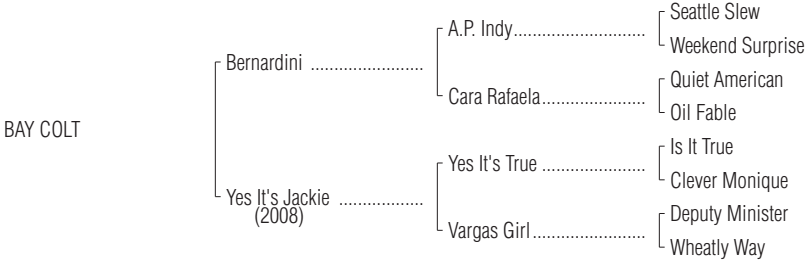 BAY COLT
Bernardini ........................
Yes It's Jackie ..................
(2008)
A.P. Indy............................
Cara Rafaela......................
Yes It's True ......................
Vargas Girl........................
Seattle Slew
Weekend Surprise
Quiet American
Oil Fable
Is It True
Clever Monique
Deputy Minister
Wheatly Way